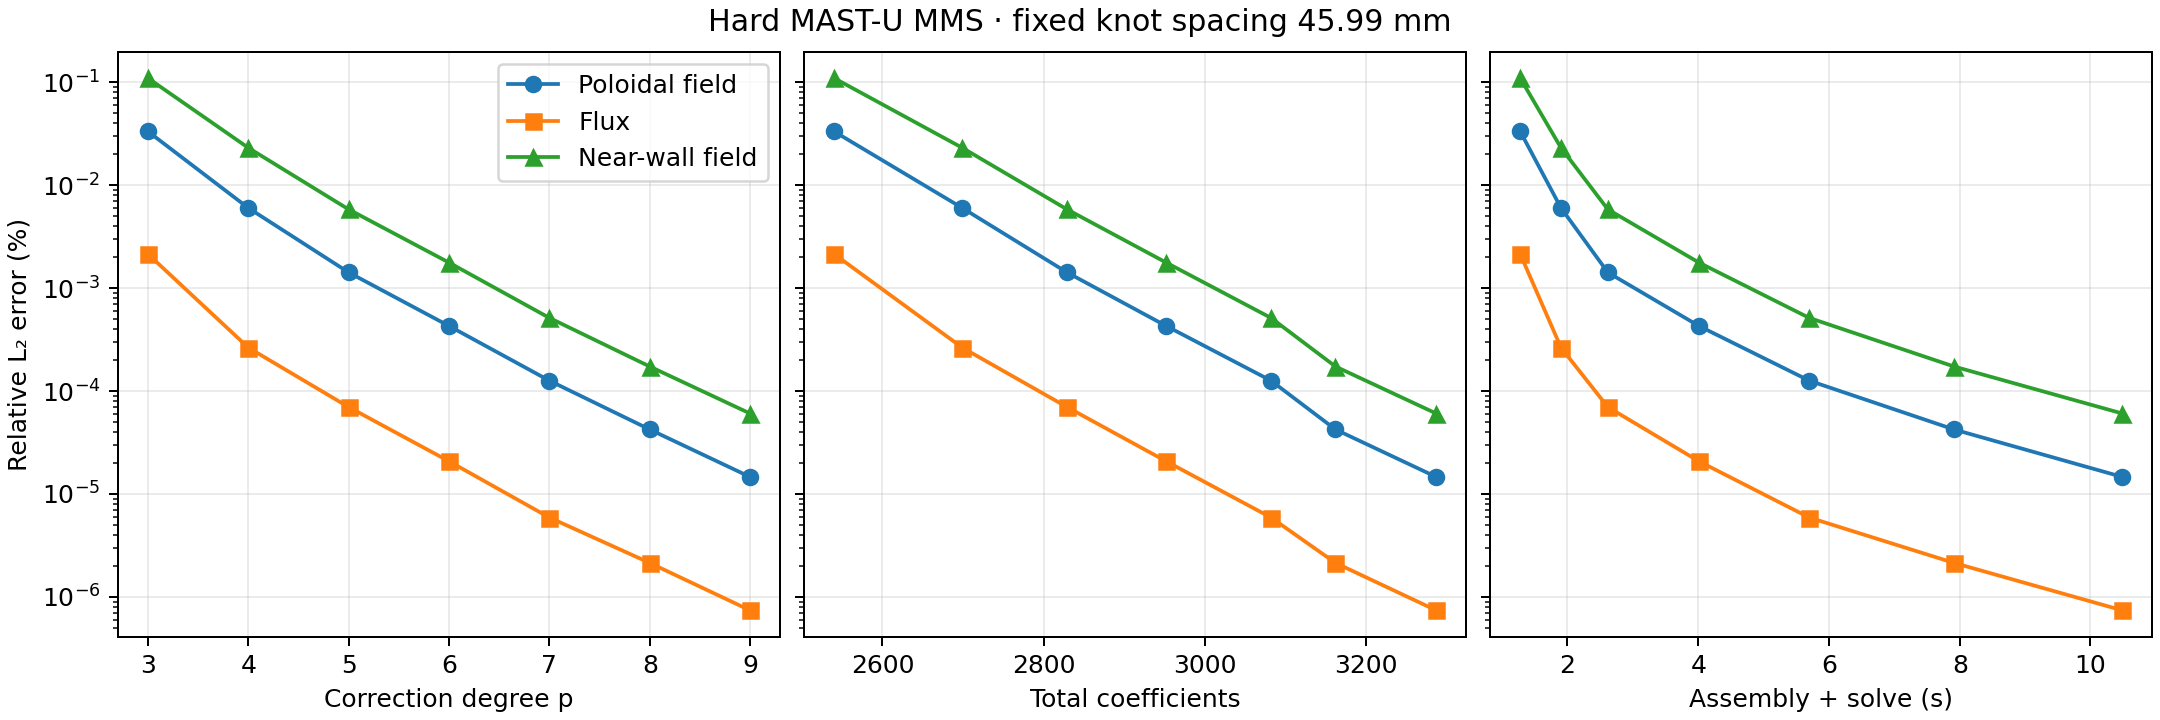 Hard MAST-U MMS · fixed knot spacing 45.99 mm
Relative L₂ error (%)
10⁻¹
10⁻²
10⁻³
10⁻⁴
10⁻⁵
10⁻⁶
Poloidal field
Flux
Near-wall field
3 4 5 6 7 8 9
Correction degree p
2600 2800 3000 3200
Total coefficients
2 4 6 8 10
Assembly + solve (s)